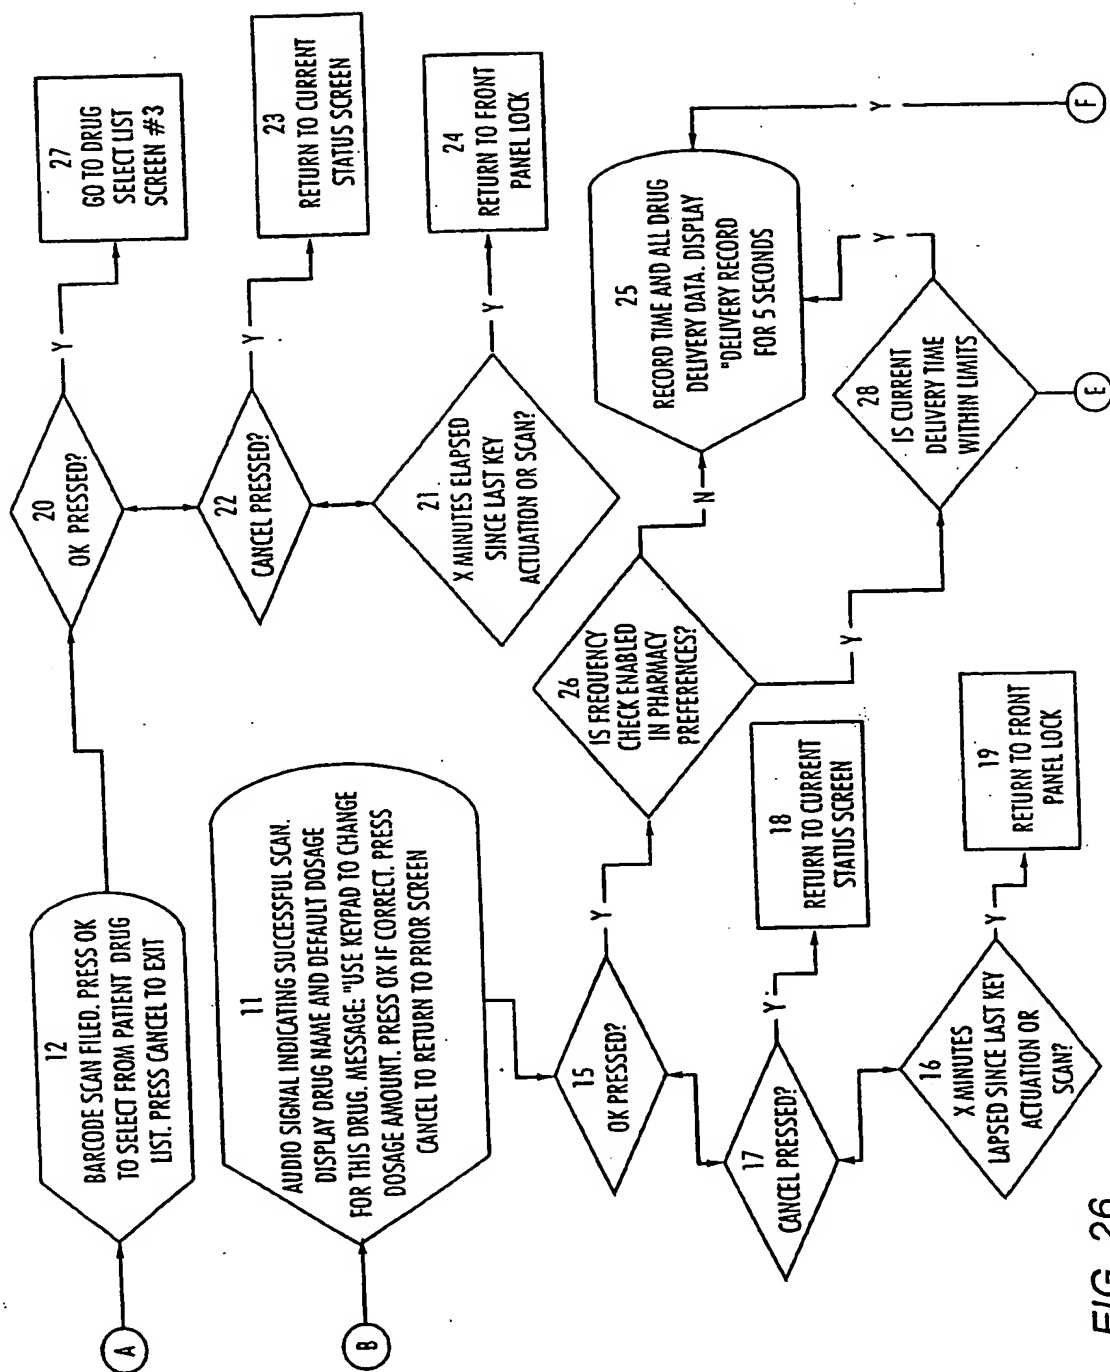 A
12
BARCODE SCAN FILED. PRESS OK
TO SELECT FROM PATIENT DRUG
LIST. PRESS CANCEL TO EXIT
20
OK PRESSED?
Y
27
GO TO DRUG
SELECT LIST
SCREEN #3
22
CANCEL PRESSED?
Y
23
RETURN TO CURRENT
STATUS SCREEN
21
X MINUTES ELAPSED
SINCE LAST KEY
ACTUATION OR SCAN?
Y
24
RETURN TO FRONT
PANEL LOCK
B
11
AUDIO SIGNAL INDICATING SUCCESSFUL SCAN.
DISPLAY DRUG NAME AND DEFAULT DOSAGE
FOR THIS DRUG. MESSAGE: "USE KEYPAD TO CHANGE
DOSAGE AMOUNT. PRESS OK IF CORRECT. PRESS
CANCEL TO RETURN TO PRIOR SCREEN
15
OK PRESSED?
Y
26
IS FREQUENCY
CHECK ENABLED
IN PHARMACY
PREFERENCES?
N
Y
25
RECORD TIME AND ALL DRUG
DELIVERY DATA. DISPLAY
"DELIVERY RECORD
FOR 5 SECONDS
Y
F
28
IS CURRENT
DELIVERY TIME
WITHIN LIMITS
Y
E
17
CANCEL PRESSED?
Y
18
RETURN TO CURRENT
STATUS SCREEN
16
X MINUTES
LAPSED SINCE LAST KEY
ACTUATION OR
SCAN?
Y
19
RETURN TO FRONT
PANEL LOCK
FIG. 26